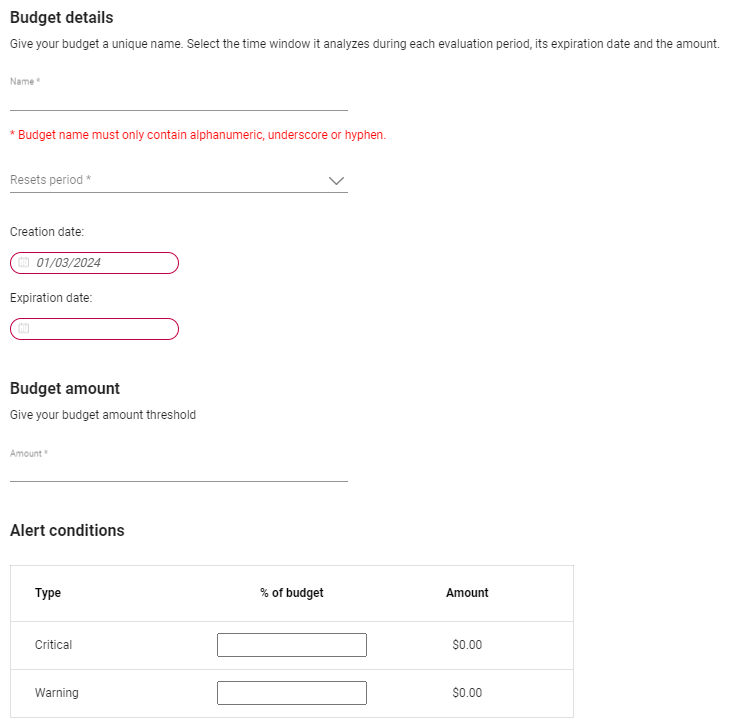 Budget details
Give your budget a unique name. Select the time window it analyzes during each evaluation period, its expiration date and the amount.
Name *
* Budget name must only contain alphanumeric, underscore or hyphen.
Resets period *
Creation date:
01/03/2024
Expiration date:
Budget amount
Give your budget amount threshold
Amount *
Alert conditions
Type % of budget Amount
Critical $0.00
Warning $0.00